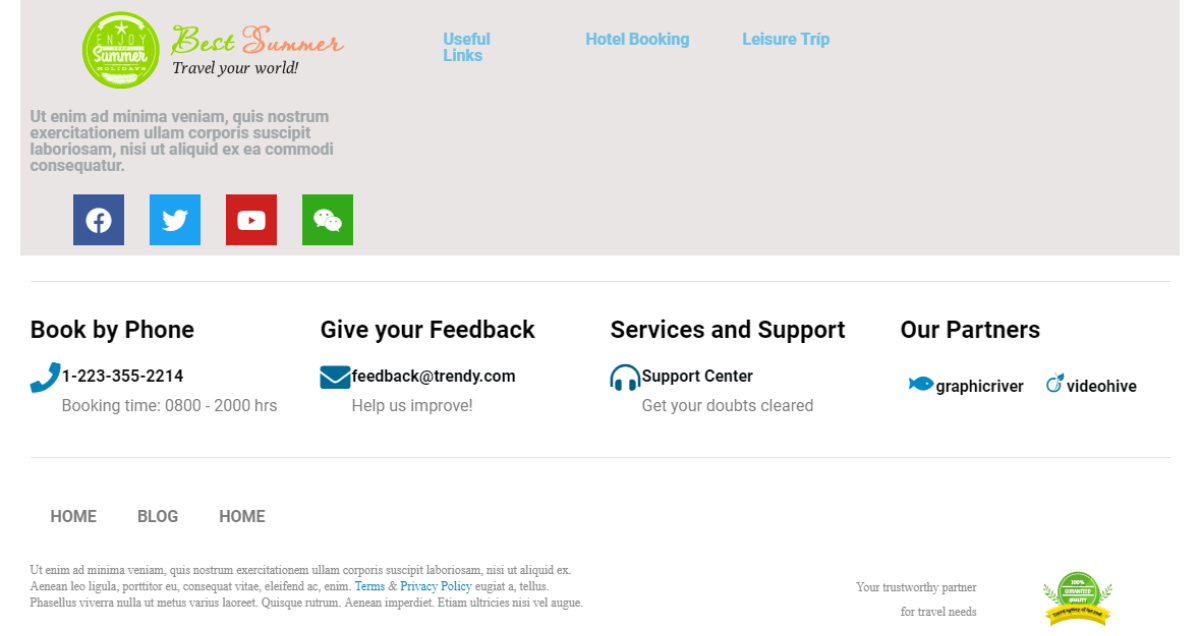 ENJOY
Summer
HOLIDAYS
Best Summer
Travel your world!
Useful
Links
Hotel Booking
Leisure Trip
Ut enim ad minima veniam, quis nostrum
exercitationem ullam corporis suscipit
laboriosam, nisi ut aliquid ex ea commodi
consequatur.
Book by Phone
1-223-355-2214
Booking time: 0800 - 2000 hrs
Give your Feedback
feedback@trendy.com
Help us improve!
Services and Support
Support Center
Get your doubts cleared
Our Partners
graphicriver
videohive
HOME BLOG HOME
Ut enim ad minima veniam, quis nostrum exercitationem ullam corporis suscipit laboriosam, nisi ut aliquid ex.
Aenean leo ligula, porttitor eu, consequat vitae, eleifend ac, enim. Terms & Privacy Policy eugiat a, tellus.
Phasellus viverra nulla ut metus varius laoreet. Quisque rutrum. Aenean imperdiet. Etiam ultricies nisi vel augue.
Your trustworthy partner
for travel needs
100%
QUALITY